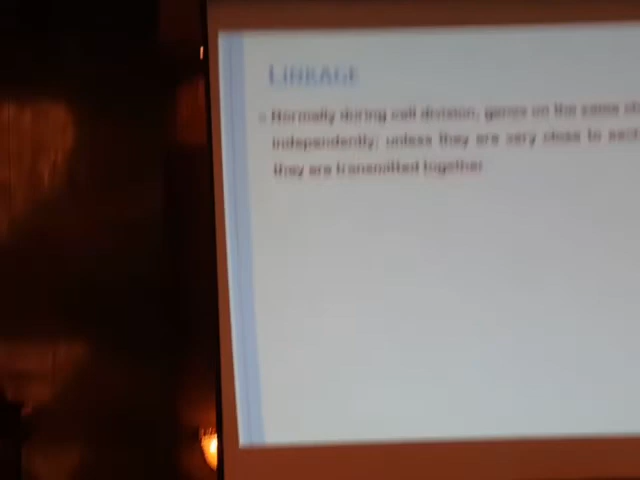 LINKAGE
Normally during cell division, genes on the same
independently; unless they are very close to
they are transmitted together